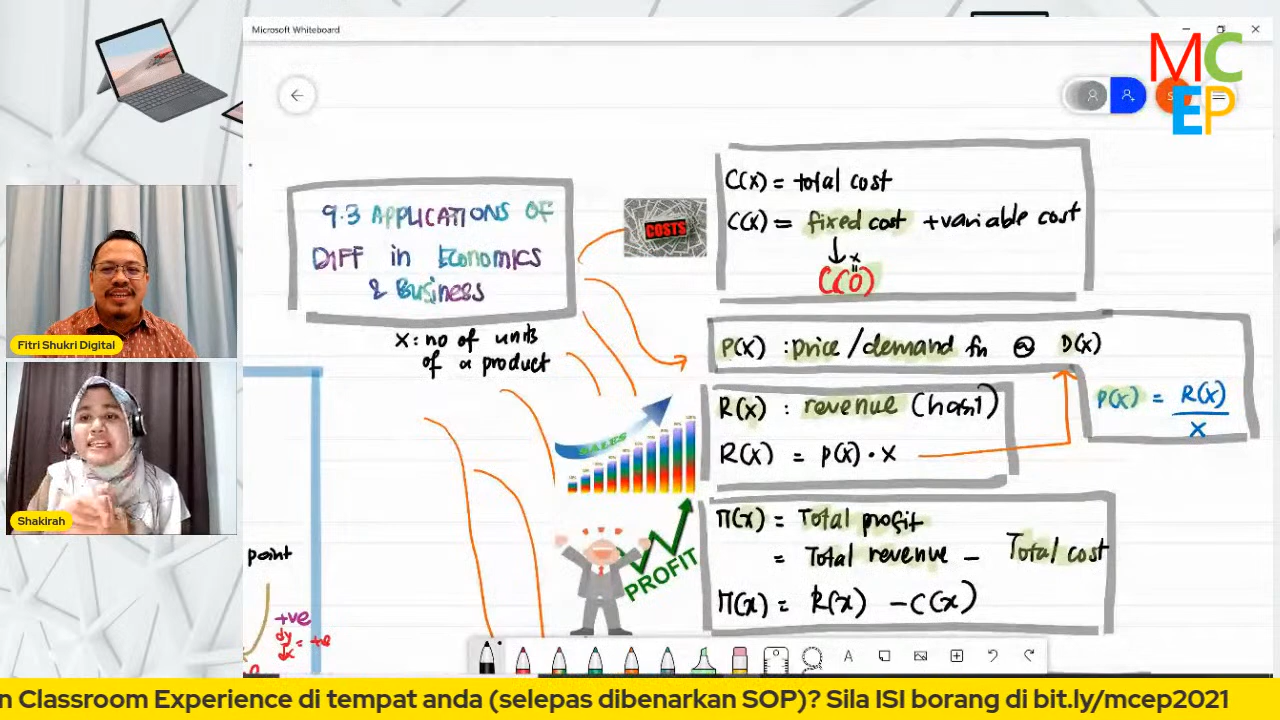 Microsoft Whiteboard
MC
EP
9.3 APPLICATIONS OF
DIFF in Economics
& Business
x : no of units
of a product
COSTS
C(x) = total cost
C(x) = fixed cost + variable cost
x
C(0)
P(x) : price / demand fn @ D(x)
P(x) = R(x)
x
R(x) : revenue (hasil)
R(x) = p(x) • x
SALES
π(x) = Total profit
= Total revenue - Total cost
π(x) = R(x) - C(x)
PROFIT
Fitri Shukri Digital
Shakirah
point
+ve
dy
= +ve
A
n Classroom Experience di tempat anda (selepas dibenarkan SOP)? Sila ISI borang di bit.ly/mcep2021